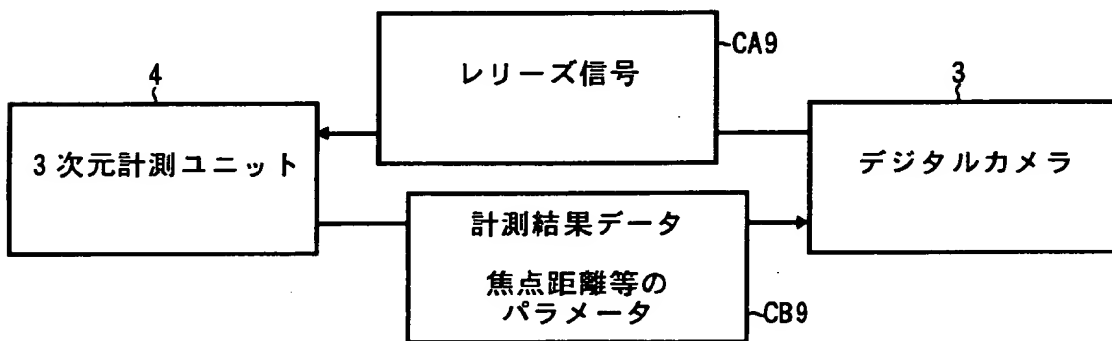 CA9
レリーズ信号
4
3
3次元計測ユニット
デジタルカメラ
計測結果データ
焦点距離等の
パラメータ
CB9